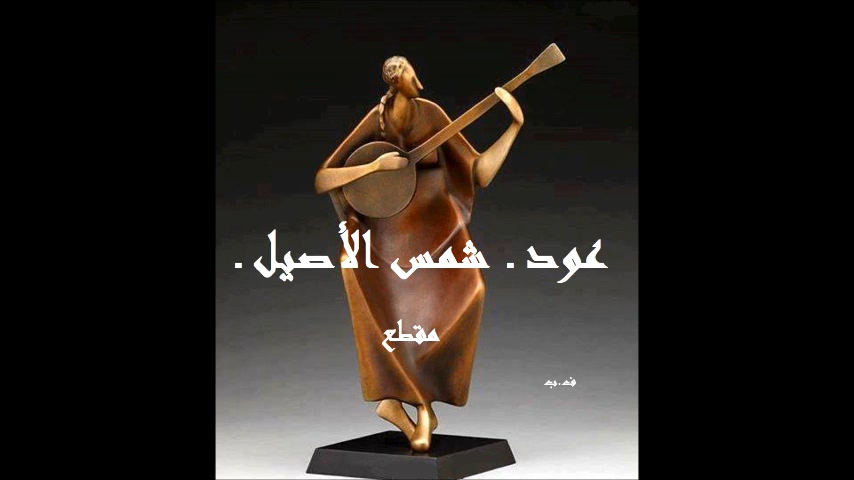 عود . شمس الأصيل .
مقطع
ف.ب